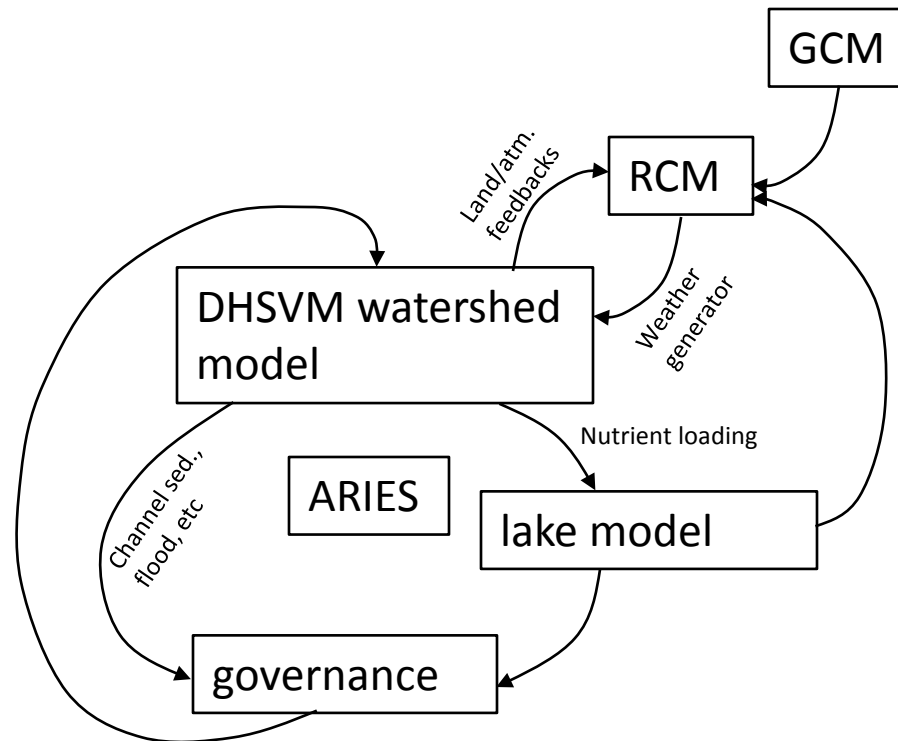 GCM
Land/atm.
feedbacks
RCM
DHSVM watershed
model
Weather
generator
Nutrient loading
Channel sed.,
flood, etc
ARIES
lake model
governance